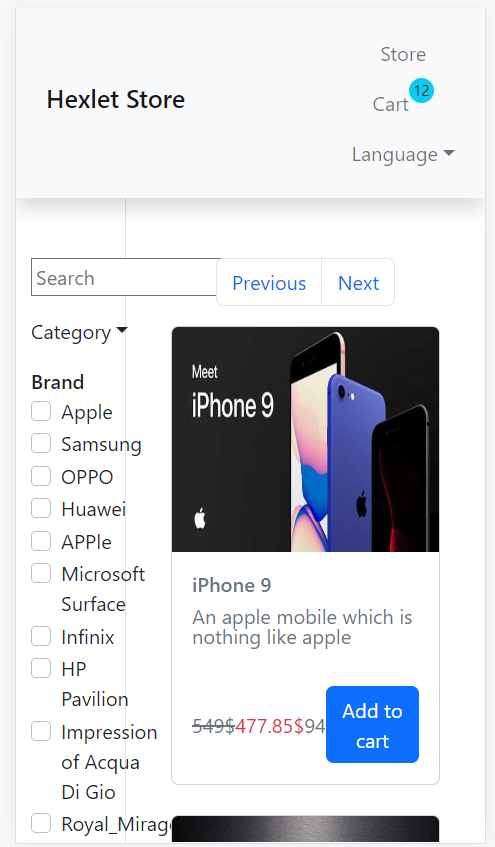 Store
Hexlet Store
Cart 12
Language
Search
Previous Next
Category
Brand
Apple
Samsung
OPPO
Huawei
APPle
Microsoft
Surface
Infinix
HP
Pavilion
Impression
of Acqua
Di Gio
Royal_Mirage
Meet
iPhone 9
iPhone 9
An apple mobile which is
nothing like apple
549$477.85$94
Add to
cart